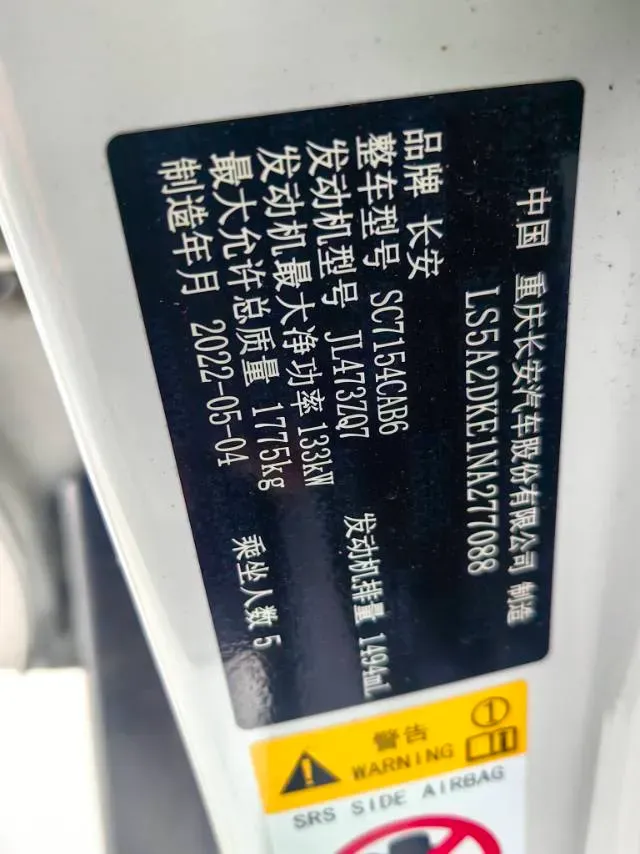 中国 重庆长安汽车股份有限公司 制造
LS5A2DKE1NA277088
品牌 长安
整车型号 SC7154CAB6
发动机型号 JL473ZQ7 发动机排量 1494mL
发动机最大净功率 133kW
最大允许总质量 1775kg 乘坐人数 5
制造年月 2022-05-04
警告
WARNING
1
SRS SIDE AIRBAG